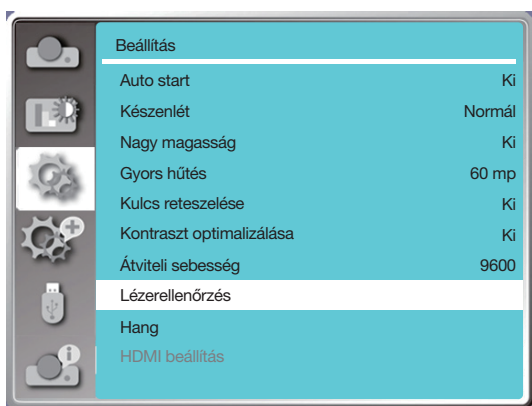 Beállítás
Auto start Ki
Készenlét Normál
Nagy magasság Ki
Gyors hűtés 60 mp
Kulcs reteszelése Ki
Kontraszt optimalizálása Ki
Átviteli sebesség 9600
Lézerellenőrzés
Hang
HDMI beállítás